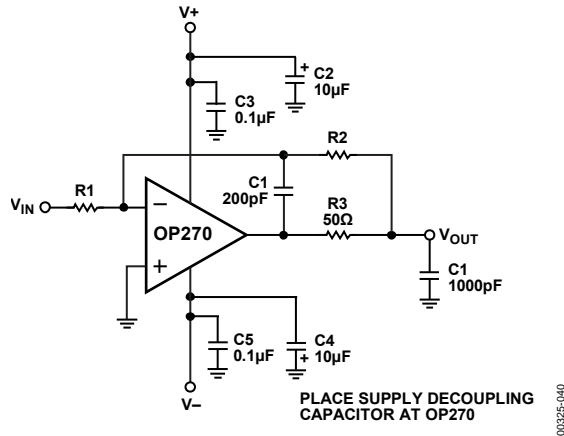 V+
+
C2
10µF
C3
0.1µF
R2
R1
C1
200pF
R3
50Ω
VIN
−
OP270
+
VOUT
C1
1000pF
C5
0.1µF
C4
+ 10µF
V−
PLACE SUPPLY DECOUPLING
CAPACITOR AT OP270
00325-040